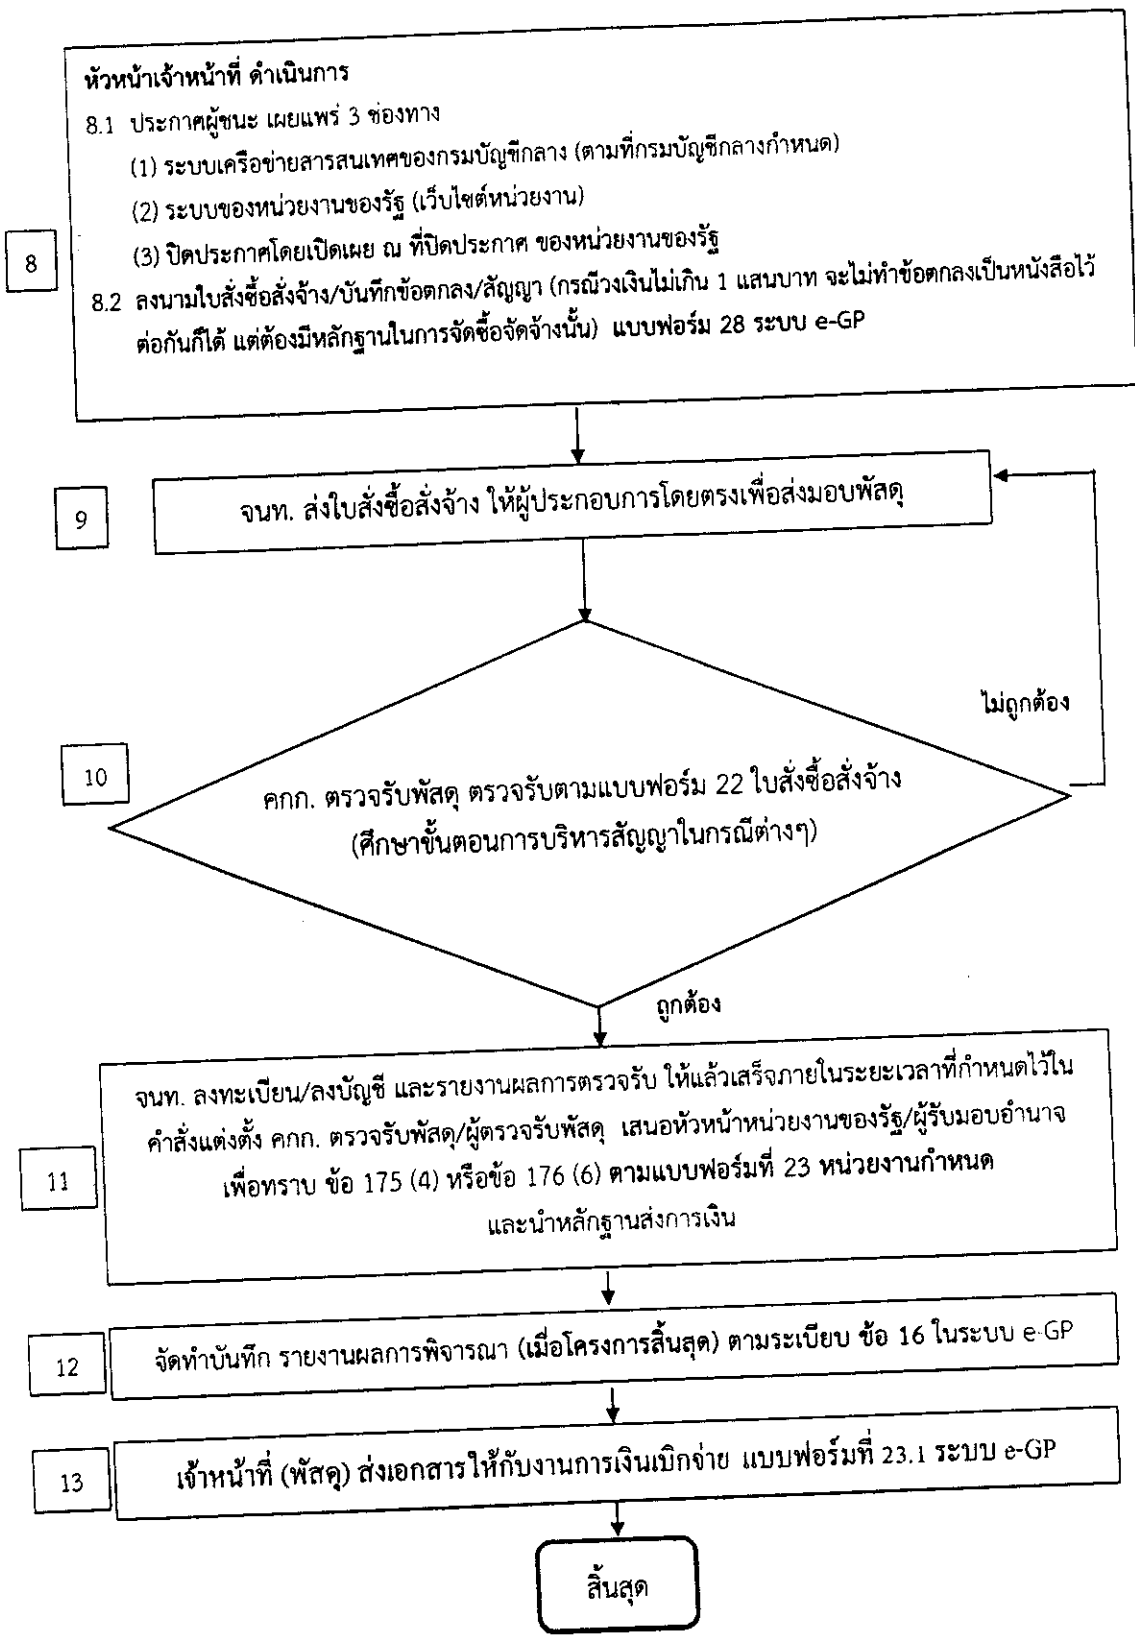 หัวหน้าเจ้าหน้าที่ ดำเนินการ
8.1 ประกาศผู้ชนะ เผยแพร่ 3 ช่องทาง
(1) ระบบเครือข่ายสารสนเทศของกรมบัญชีกลาง (ตามที่กรมบัญชีกลางกำหนด)
(2) ระบบของหน่วยงานของรัฐ (เว็บไซต์หน่วยงาน)
(3) ปิดประกาศโดยเปิดเผย ณ ที่ปิดประกาศ ของหน่วยงานของรัฐ
8
8.2 ลงนามใบสั่งซื้อสั่งจ้าง/บันทึกข้อตกลง/สัญญา (กรณีวงเงินไม่เกิน 1 แสนบาท จะไม่ทำข้อตกลงเป็นหนังสือไว้
ต่อกันก็ได้ แต่ต้องมีหลักฐานในการจัดซื้อจัดจ้างนั้น) แบบฟอร์ม 28 ระบบ e-GP
9
จนท. ส่งใบสั่งซื้อสั่งจ้าง ให้ผู้ประกอบการโดยตรงเพื่อส่งมอบพัสดุ
ไม่ถูกต้อง
10
คกก. ตรวจรับพัสดุ ตรวจรับตามแบบฟอร์ม 22 ใบสั่งซื้อสั่งจ้าง
(ศึกษาขั้นตอนการบริหารสัญญาในกรณีต่างๆ)
ถูกต้อง
11
จนท. ลงทะเบียน/ลงบัญชี และรายงานผลการตรวจรับ ให้แล้วเสร็จภายในระยะเวลาที่กำหนดไว้ใน
คำสั่งแต่งตั้ง คกก. ตรวจรับพัสดุ/ผู้ตรวจรับพัสดุ เสนอหัวหน้าหน่วยงานของรัฐ/ผู้รับมอบอำนาจ
เพื่อทราบ ข้อ 175 (4) หรือข้อ 176 (6) ตามแบบฟอร์มที่ 23 หน่วยงานกำหนด
และนำหลักฐานส่งการเงิน
12
จัดทำบันทึก รายงานผลการพิจารณา (เมื่อโครงการสิ้นสุด) ตามระเบียบ ข้อ 16 ในระบบ e-GP
13
เจ้าหน้าที่ (พัสดุ) ส่งเอกสารให้กับงานการเงินเบิกจ่าย แบบฟอร์มที่ 23.1 ระบบ e-GP
สิ้นสุด